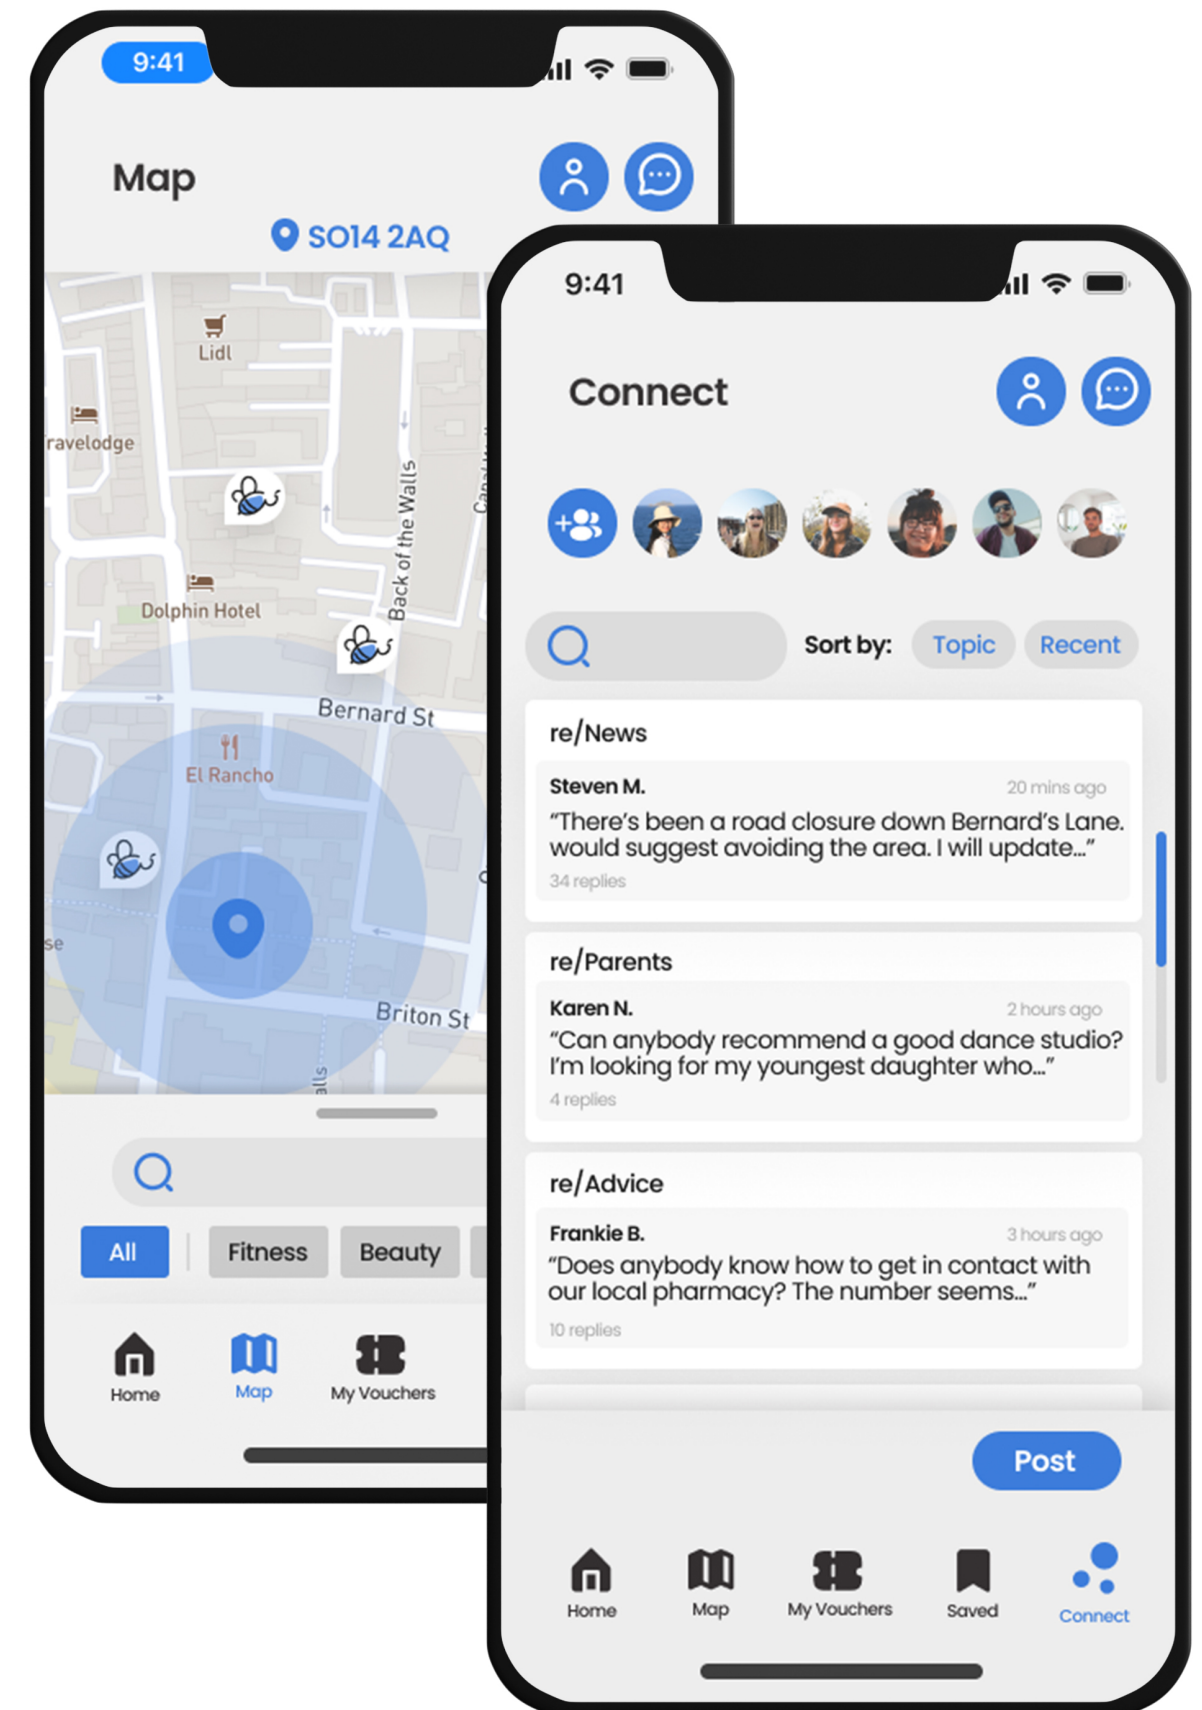 9:41
Map
SO14 2AQ
Lidl
ravelodge
Back of the Walls
Dolphin Hotel
Bernard St
El Rancho
se
Briton St
alls
All
Fitness
Beauty
Home
Map
My Vouchers
9:41
Connect
Sort by:
Topic
Recent
re/News
Steven M.
20 mins ago
“There’s been a road closure down Bernard’s Lane.
would suggest avoiding the area. I will update...”
34 replies
re/Parents
Karen N.
2 hours ago
“Can anybody recommend a good dance studio?
I’m looking for my youngest daughter who...”
4 replies
re/Advice
Frankie B.
3 hours ago
“Does anybody know how to get in contact with
our local pharmacy? The number seems...”
10 replies
Post
Home
Map
My Vouchers
Saved
Connect